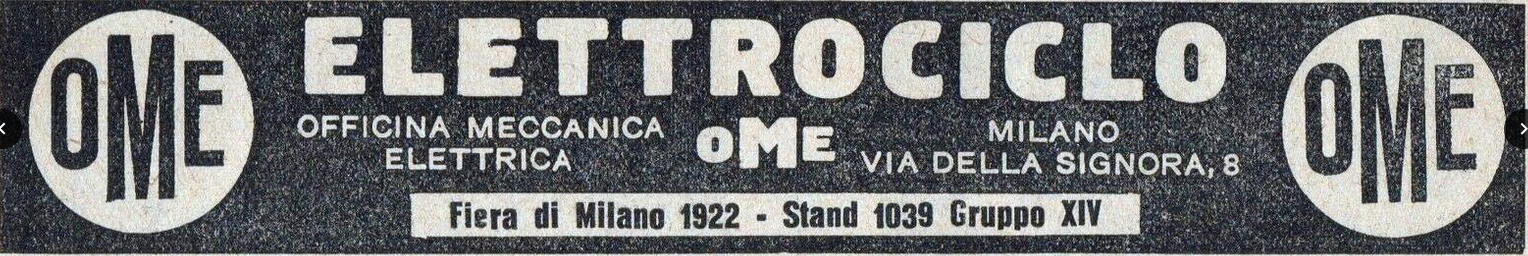 OME
ELETTROCICLO
OFFICINA MECCANICA
ELETTRICA
OME
MILANO
VIA DELLA SIGNORA, 8
Fiera di Milano 1922 - Stand 1039 Gruppo XIV
OME